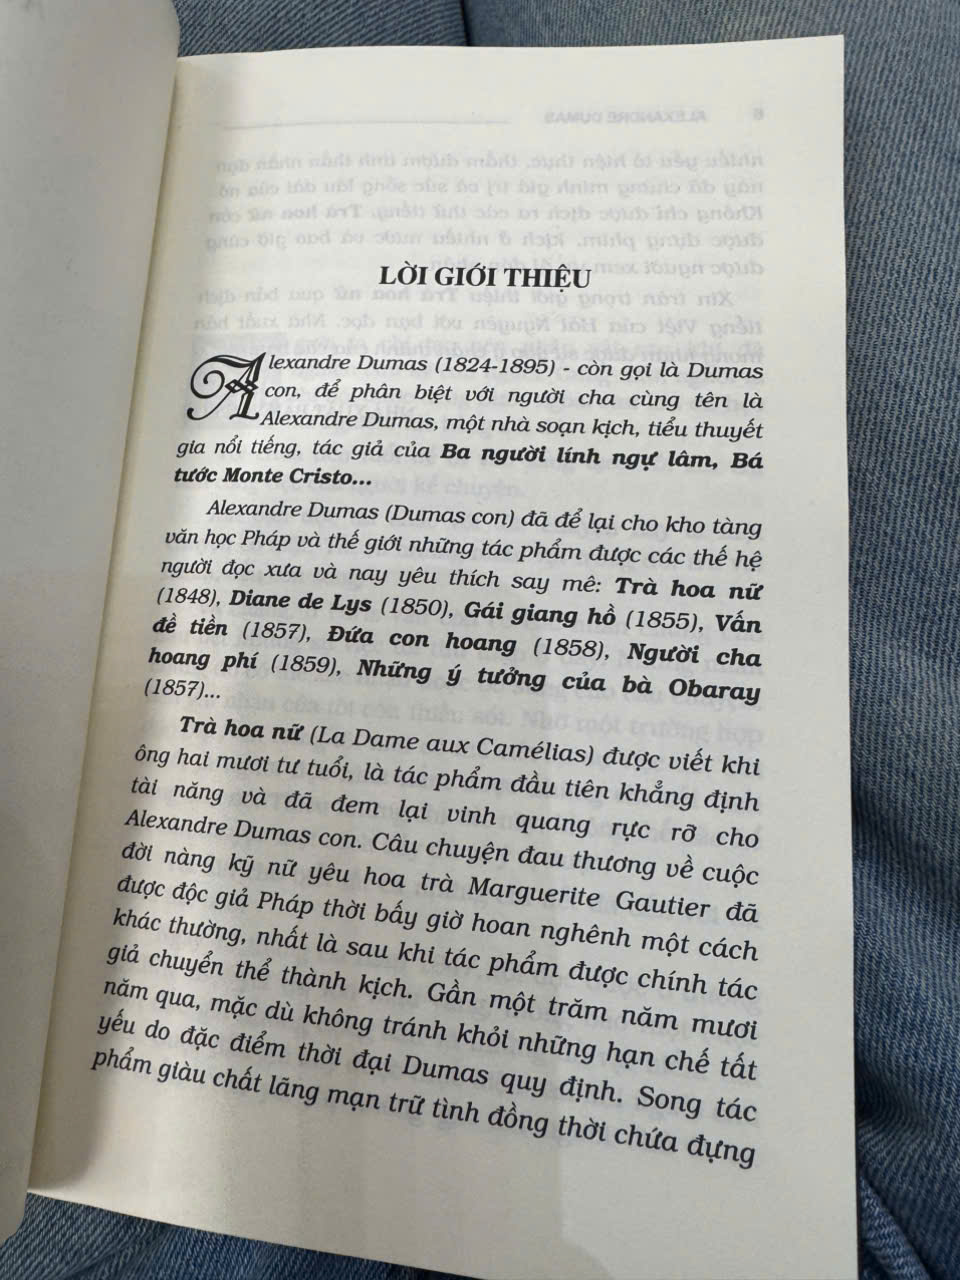 LỜI GIỚI THIỆU
Alexandre Dumas (1824-1895) - còn gọi là Dumas
con, để phân biệt với người cha cùng tên là
Alexandre Dumas, một nhà soạn kịch, tiểu thuyết
gia nổi tiếng, tác giả của Ba người lính ngự lâm, Bá
tước Monte Cristo...
Alexandre Dumas (Dumas con) đã để lại cho kho tàng
văn học Pháp và thế giới những tác phẩm được các thế hệ
người đọc xưa và nay yêu thích say mê: Trà hoa nữ
(1848), Diane de Lys (1850), Gái giang hồ (1855), Vấn
đề tiền (1857), Đứa con hoang (1858), Người cha
hoang phí (1859), Những ý tưởng của bà Obaray
(1857)...
Trà hoa nữ (La Dame aux Camélias) được viết khi
ông hai mươi tư tuổi, là tác phẩm đầu tiên khẳng định
tài năng và đã đem lại vinh quang rực rỡ cho
Alexandre Dumas con. Câu chuyện đau thương về cuộc
đời nàng kỹ nữ yêu hoa trà Marguerite Gautier đã
được độc giả Pháp thời bấy giờ hoan nghênh một cách
khác thường, nhất là sau khi tác phẩm được chính tác
giả chuyển thể thành kịch. Gần một trăm năm mươi
năm qua, mặc dù không tránh khỏi những hạn chế tất
yếu do đặc điểm thời đại Dumas quy định. Song tác
phẩm giàu chất lãng mạn trữ tình đồng thời chứa đựng